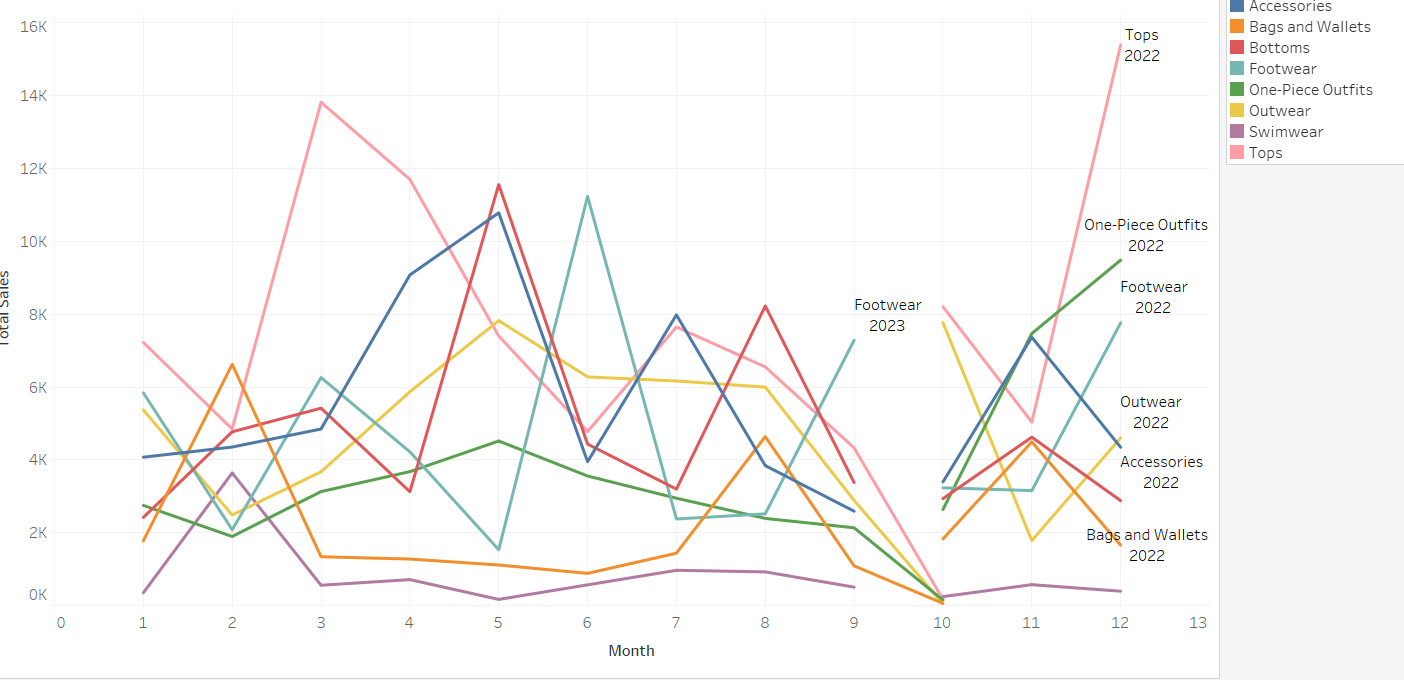 16K
14K
12K
10K
8K
6K
4K
2K
0K
Total Sales
0 1 2 3 4 5 6 7 8 9 10 11 12 13
Month
Tops
2022
One-Piece Outfits
2022
Footwear
2022
Footwear
2023
Outwear
2022
Accessories
2022
Bags and Wallets
2022
Accessories
Bags and Wallets
Bottoms
Footwear
One-Piece Outfits
Outwear
Swimwear
Tops